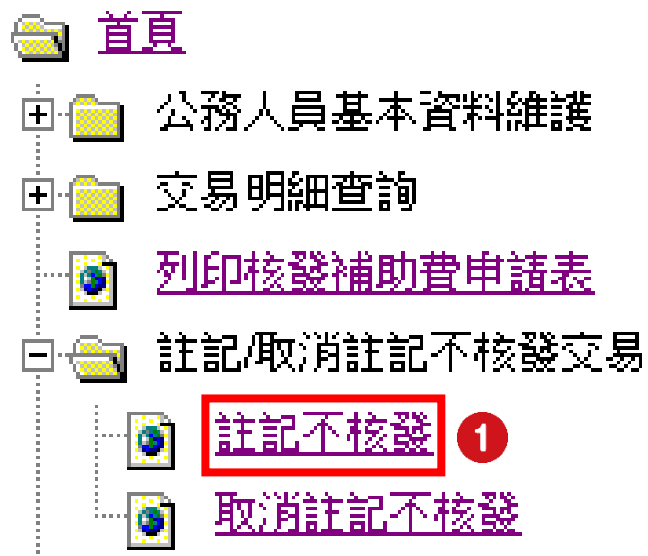 首頁
公務人員基本資料維護
交易明細查詢
列印核發補助費申請表
註記/取消註記不核發交易
註記不核發 1
取消註記不核發